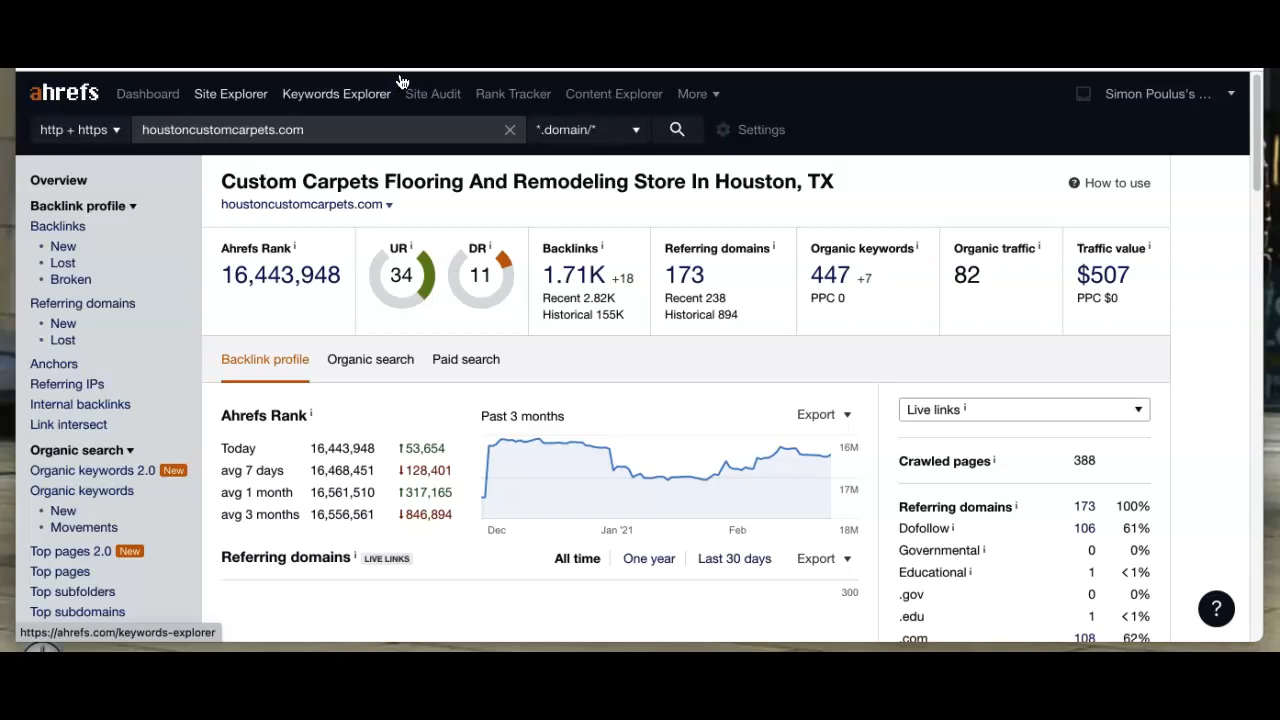 ahrefs Dashboard Site Explorer Keywords Explorer Site Audit Rank Tracker Content Explorer More Simon Poulus's ...
http + https houstoncustomcarpets.com *.domain/* Settings
Overview
Backlink profile
Backlinks
• New
• Lost
• Broken
Referring domains
• New
• Lost
Anchors
Referring IPs
Internal backlinks
Link intersect
Organic search
Organic keywords 2.0 New
Organic keywords
• New
• Movements
Top pages 2.0 New
Top pages
Top subfolders
Top subdomains
https://ahrefs.com/keywords-explorer
Custom Carpets Flooring And Remodeling Store In Houston, TX
? How to use
houstoncustomcarpets.com
Ahrefs Rank i
16,443,948
UR i
34
DR i
11
Backlinks i
1.71K +18
Recent 2.82K
Historical 155K
Referring domains i
173
Recent 238
Historical 894
Organic keywords i
447 +7
PPC 0
Organic traffic i
82
Traffic value i
$507
PPC $0
Backlink profile Organic search Paid search
Ahrefs Rank i
Today 16,443,948 ↑53,654
avg 7 days 16,468,451 ↓128,401
avg 1 month 16,561,510 ↑317,165
avg 3 months 16,556,561 ↓846,894
Past 3 months Export
16M
17M
18M
Dec Jan '21 Feb
Referring domains i LIVE LINKS All time One year Last 30 days Export
300
Live links i
Crawled pages i 388
Referring domains i 173 100%
Dofollow i 106 61%
Governmental i 0 0%
Educational i 1 <1%
.gov 0 0%
.edu 1 <1%
.com 108 62%
?